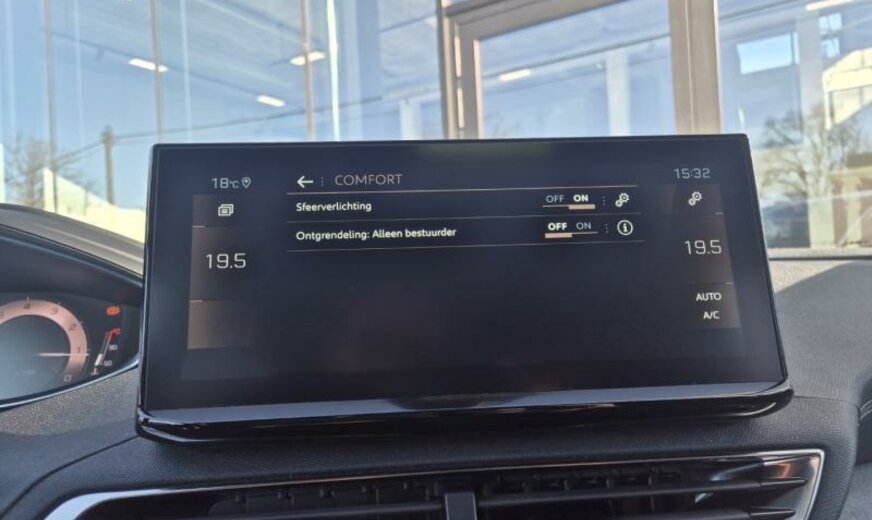 18°C
COMFORT
15:32
Sfeerverlichting OFF ON
Ontgrendeling: Alleen bestuurder OFF ON
19.5
19.5
AUTO
A/C